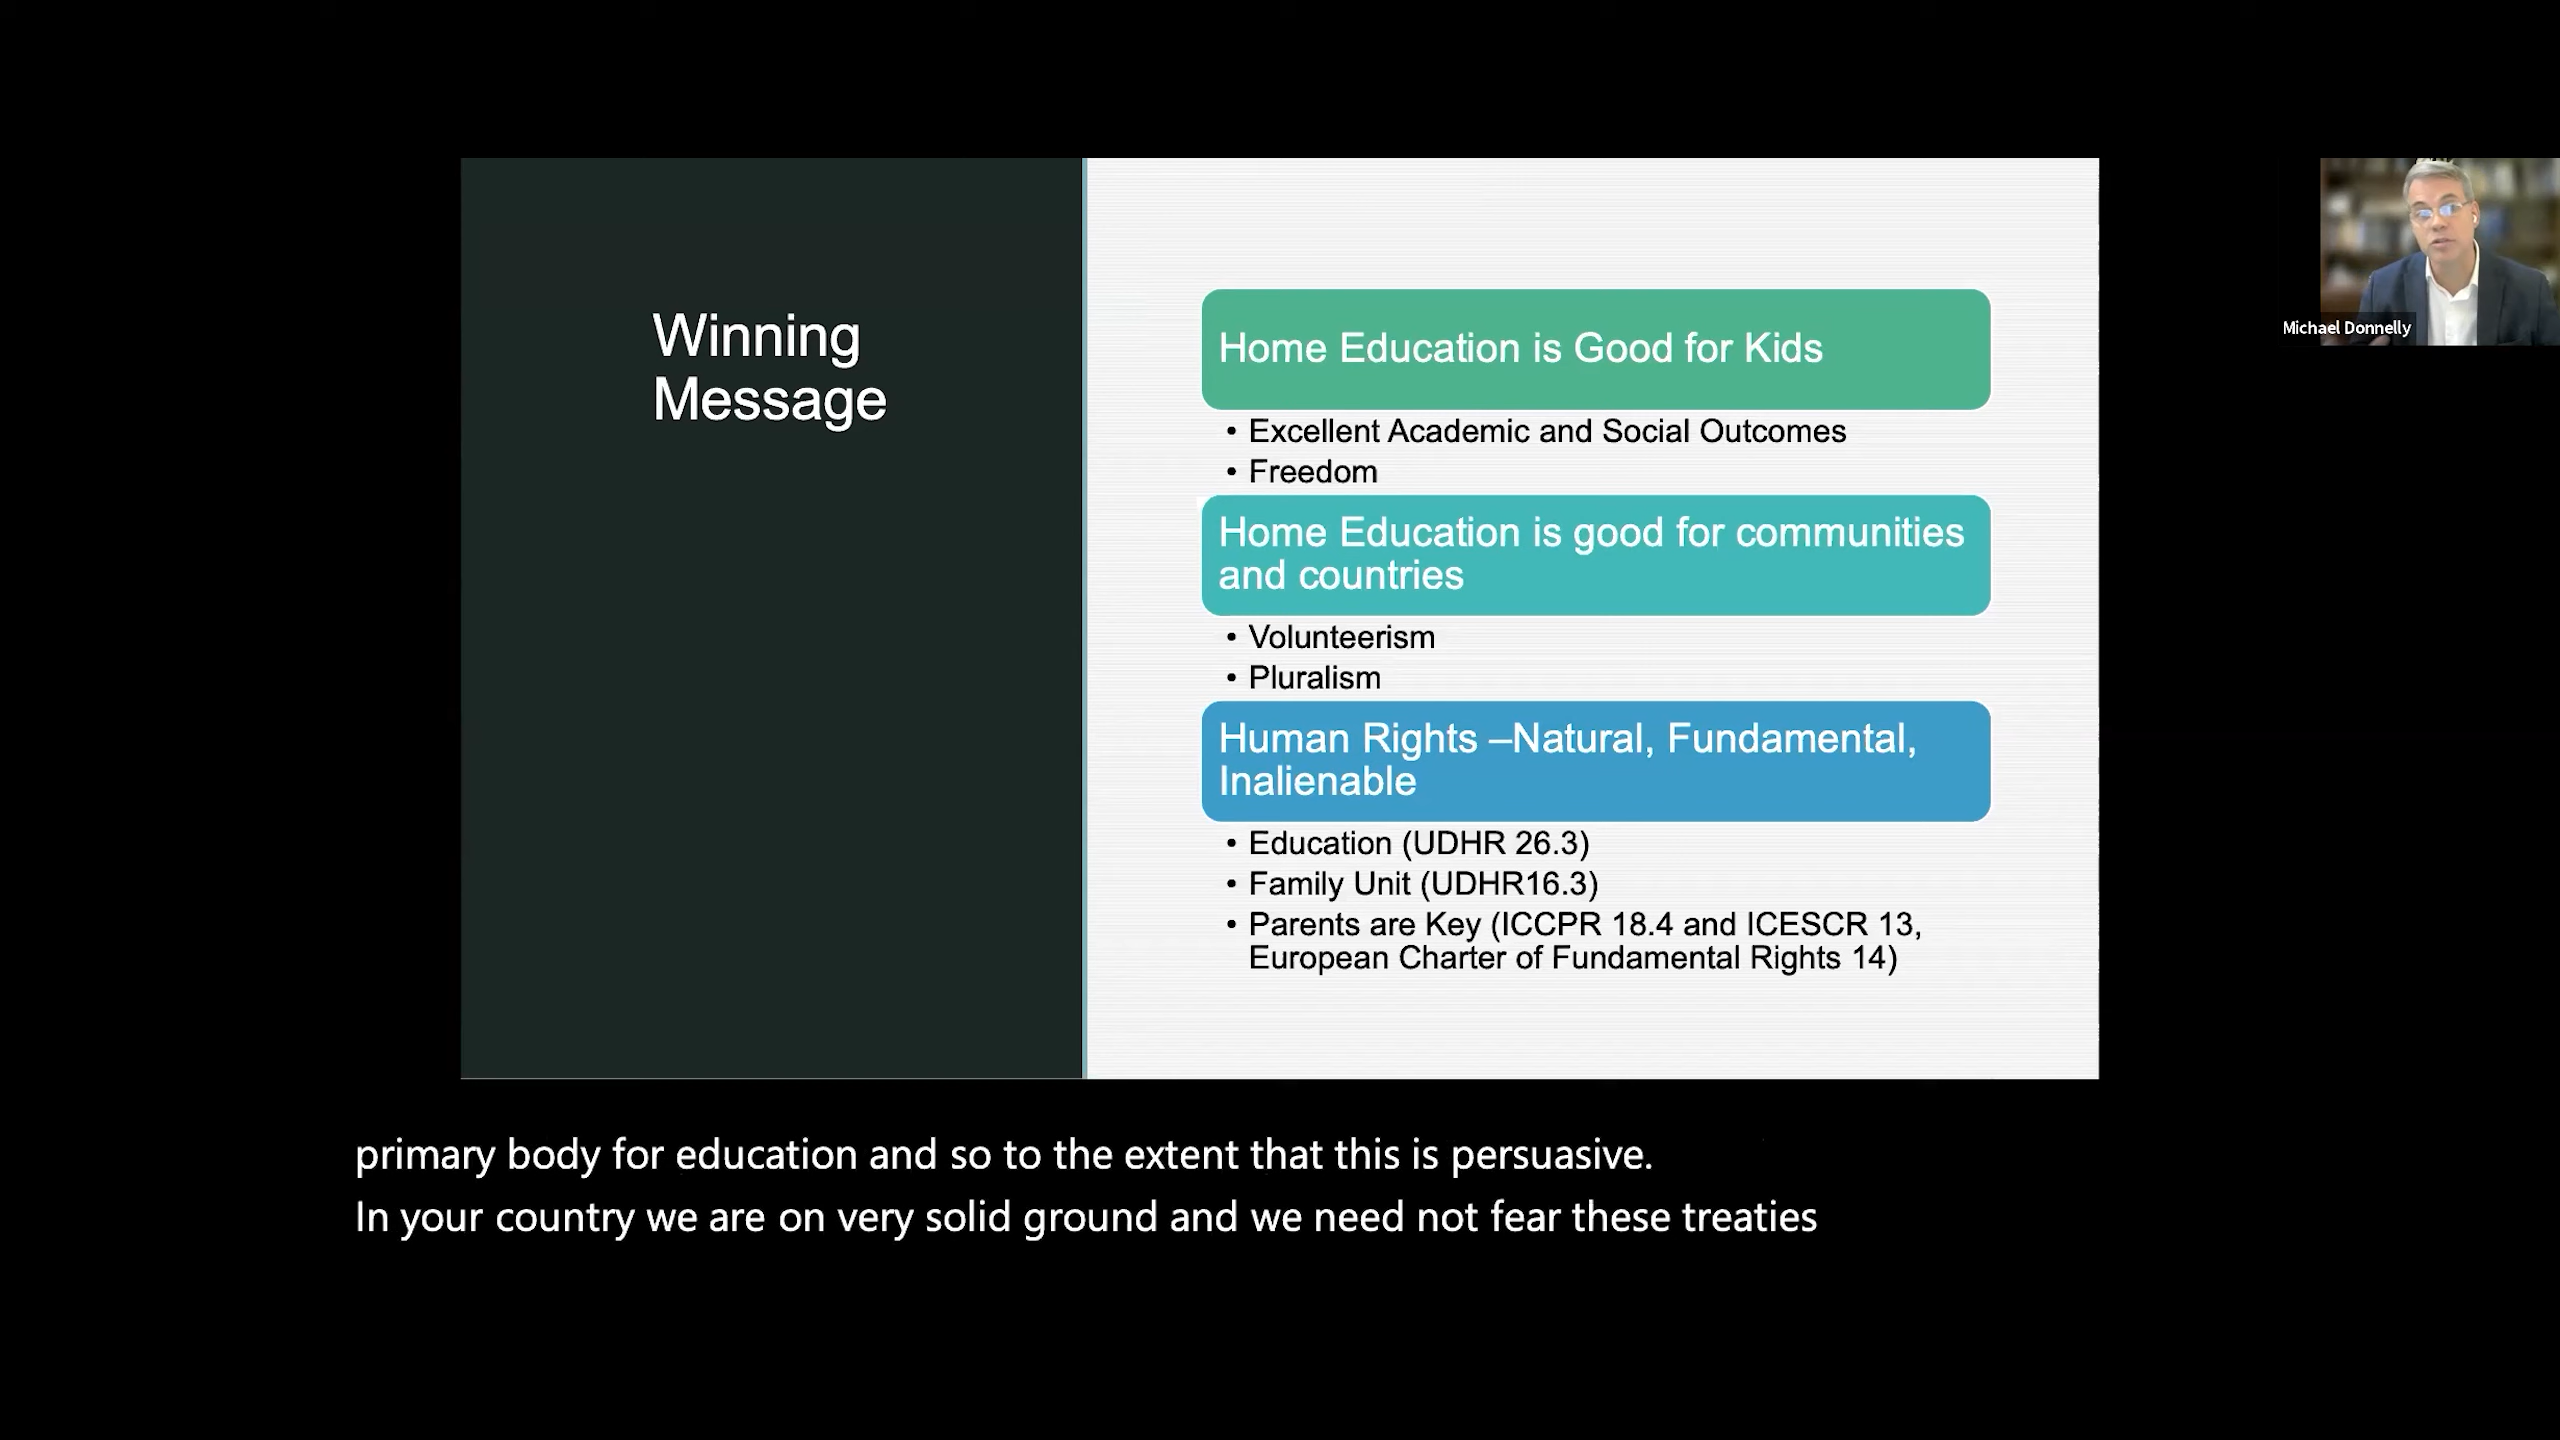 Winning
Message
Home Education is Good for Kids
• Excellent Academic and Social Outcomes
• Freedom
Home Education is good for communities
and countries
• Volunteerism
• Pluralism
Human Rights –Natural, Fundamental,
Inalienable
• Education (UDHR 26.3)
• Family Unit (UDHR16.3)
• Parents are Key (ICCPR 18.4 and ICESCR 13,
European Charter of Fundamental Rights 14)
Michael Donnelly
primary body for education and so to the extent that this is persuasive.
In your country we are on very solid ground and we need not fear these treaties